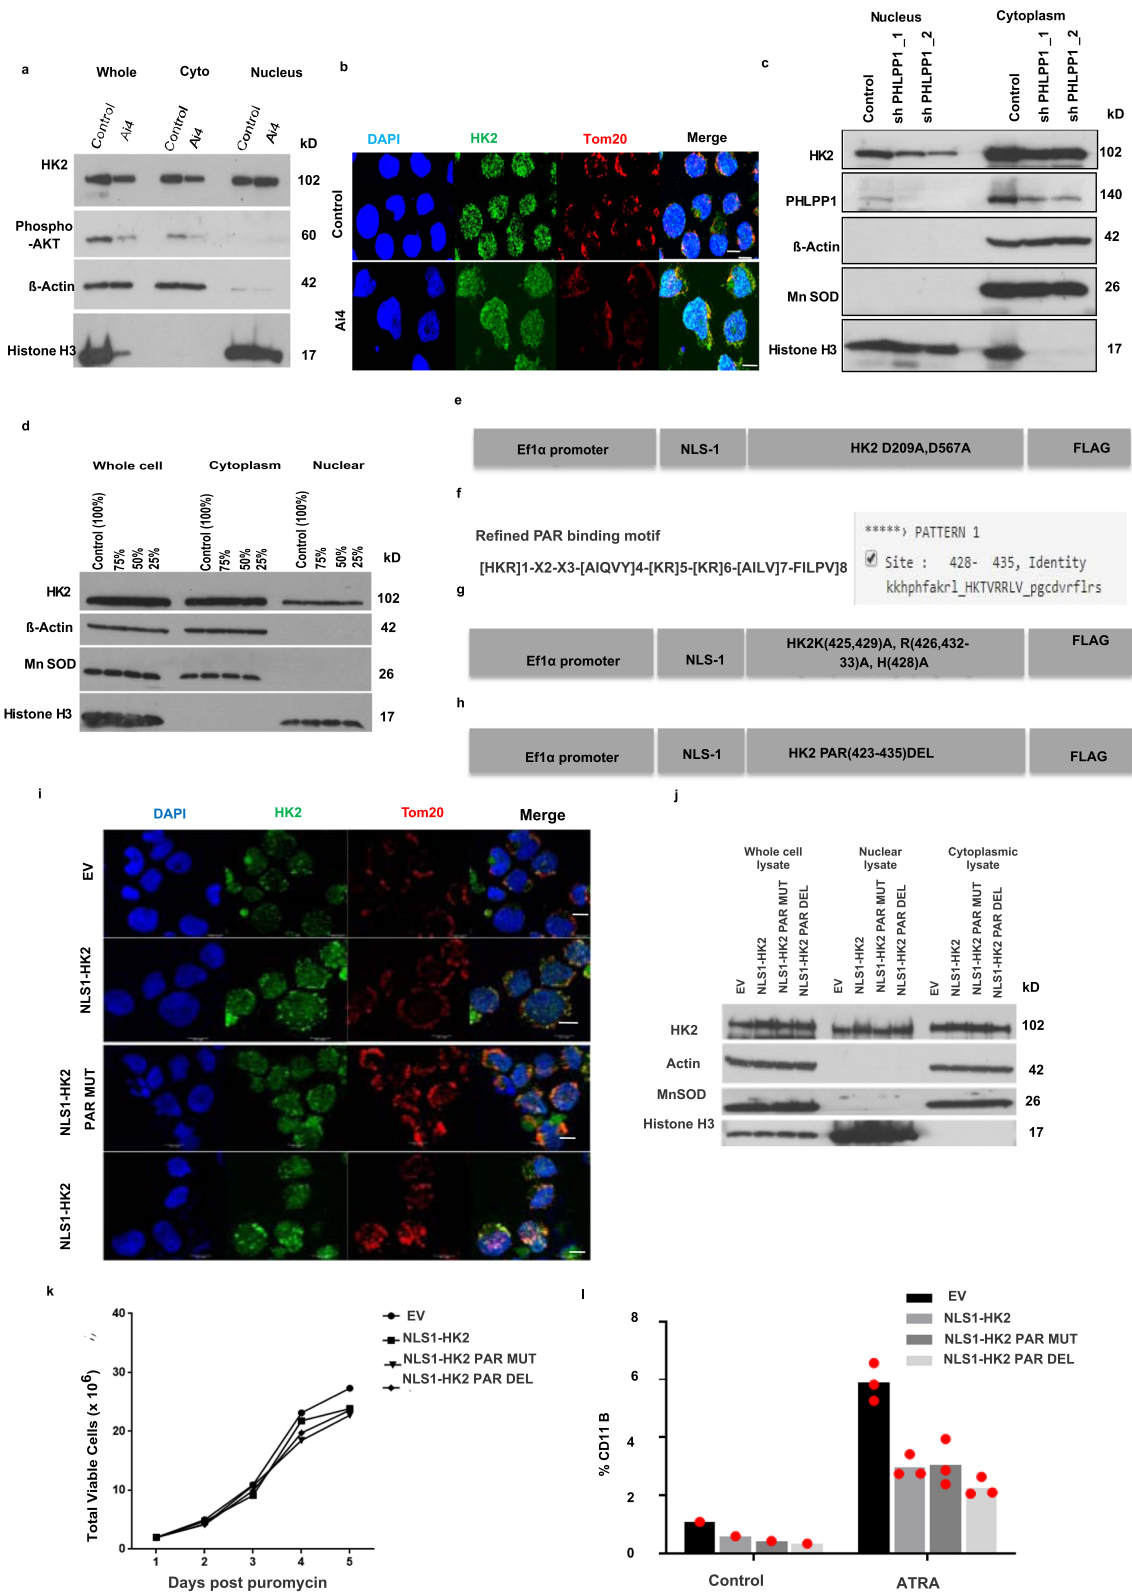 a
Whole Cyto Nucleus
Control Ai4 Control Ai4 Control Ai4
kD
HK2
102
Phospho
-AKT
60
ß-Actin
42
Histone H3
17
b
DAPI HK2 Tom20 Merge
Control
Ai4
c
Nucleus Cytoplasm
Control sh PHLPP1_1 sh PHLPP1_2 Control sh PHLPP1_1 sh PHLPP1_2
kD
HK2
102
PHLPP1
140
ß-Actin
42
Mn SOD
26
Histone H3
17
d
Whole cell Cytoplasm Nuclear
Control (100%) 75% 50% 25% Control (100%) 75% 50% 25% Control (100%) 75% 50% 25%
kD
HK2
102
ß-Actin
42
Mn SOD
26
Histone H3
17
e
Ef1α promoter NLS-1 HK2 D209A,D567A FLAG
f
Refined PAR binding motif
[HKR]1-X2-X3-[AIQVY]4-[KR]5-[KR]6-[AILV]7-FILPV]8
*****› PATTERN 1
Site : 428- 435, Identity
kkhphfakrl_HKTVRRLV_pgcdvrflrs
g
Ef1α promoter NLS-1 HK2K(425,429)A, R(426,432-
33)A, H(428)A
FLAG
h
Ef1α promoter NLS-1 HK2 PAR(423-435)DEL FLAG
i
DAPI HK2 Tom20 Merge
EV
NLS1-HK2
NLS1-HK2
PAR MUT
NLS1-HK2
j
Whole cell
lysate
Nuclear
lysate
Cytoplasmic
lysate
EV NLS1-HK2 NLS1-HK2 PAR MUT NLS1-HK2 PAR DEL EV NLS1-HK2 NLS1-HK2 PAR MUT NLS1-HK2 PAR DEL EV NLS1-HK2 NLS1-HK2 PAR MUT NLS1-HK2 PAR DEL
kD
HK2
102
Actin
42
MnSOD
26
Histone H3
17
k
Total Viable Cells (x 10⁶)
40
30
20
10
0
1 2 3 4 5
Days post puromycin
EV
NLS1-HK2
NLS1-HK2 PAR MUT
NLS1-HK2 PAR DEL
l
% CD11 B
8
6
4
2
0
Control ATRA
EV
NLS1-HK2
NLS1-HK2 PAR MUT
NLS1-HK2 PAR DEL